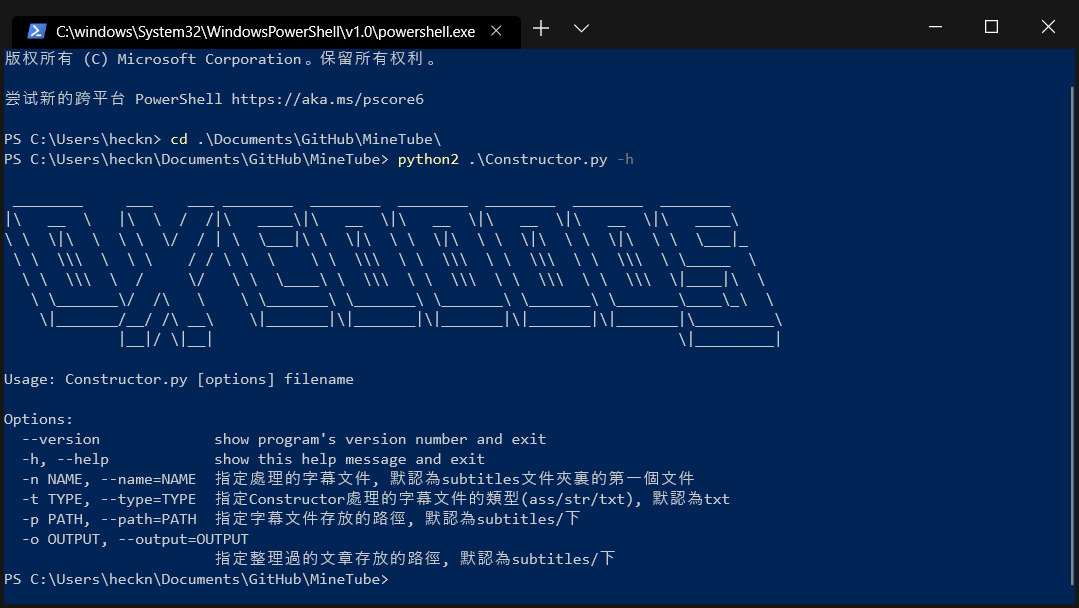 C:\windows\System32\WindowsPowerShell\v1.0\powershell.exe
版权所有 (C) Microsoft Corporation。保留所有权利。
尝试新的跨平台 PowerShell https://aka.ms/pscore6
PS C:\Users\heckn> cd .\Documents\GitHub\MineTube\
PS C:\Users\heckn\Documents\GitHub\MineTube> python2 .\Constructor.py -h
Usage: Constructor.py [options] filename
Options:
--version show program's version number and exit
-h, --help show this help message and exit
-n NAME, --name=NAME 指定處理的字幕文件, 默認為subtitles文件夾裏的第一個文件
-t TYPE, --type=TYPE 指定Constructor處理的字幕文件的類型(ass/str/txt), 默認為txt
-p PATH, --path=PATH 指定字幕文件存放的路徑, 默認為subtitles/下
-o OUTPUT, --output=OUTPUT
指定整理過的文章存放的路徑, 默認為subtitles/下
PS C:\Users\heckn\Documents\GitHub\MineTube>